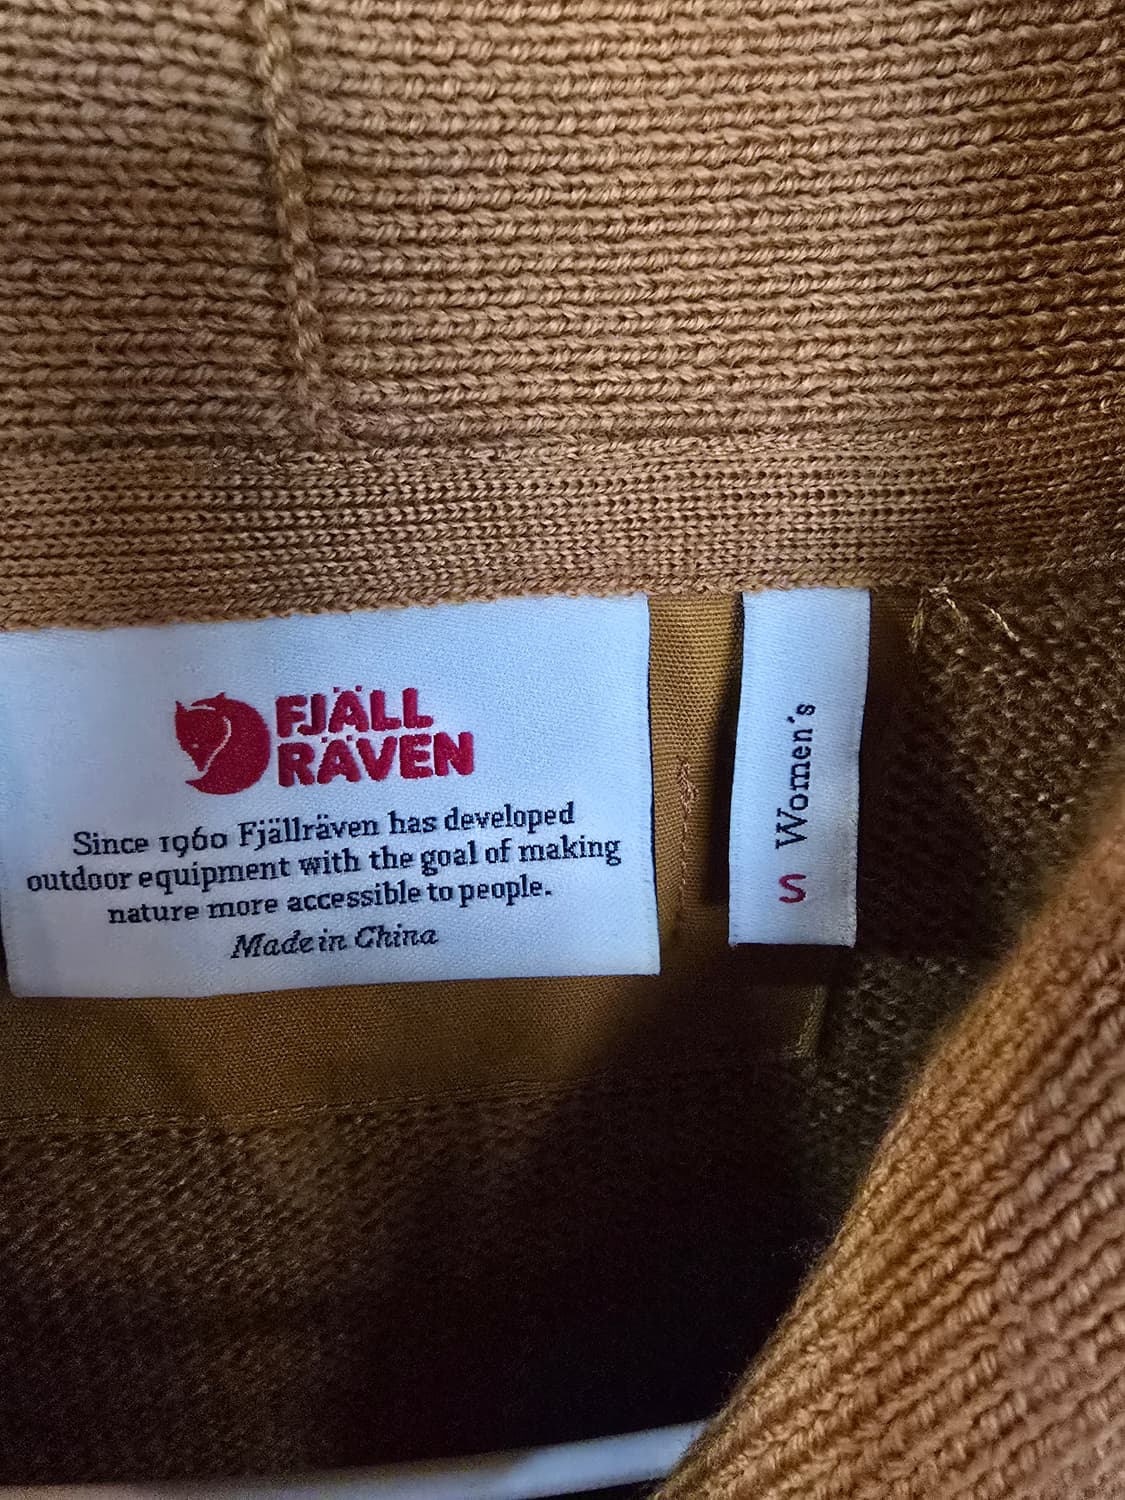 FJÄLL
RÄVEN
Since 1960 Fjällräven has developed
outdoor equipment with the goal of making
nature more accessible to people.
Made in China
S Women´s